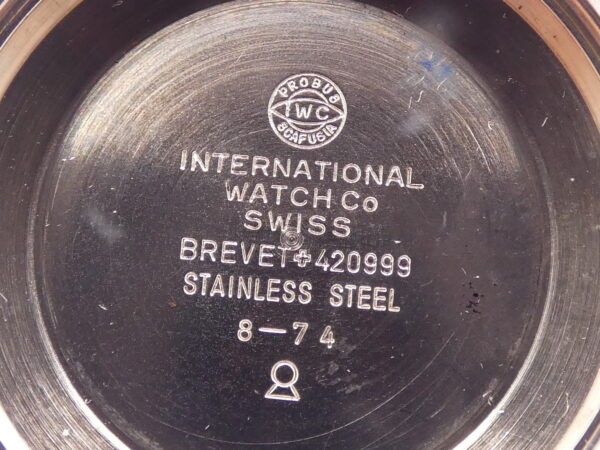 PROBUS
IWC
SCAFUSIA
INTERNATIONAL
WATCH Co
SWISS
BREVET+420999
STAINLESS STEEL
8-74